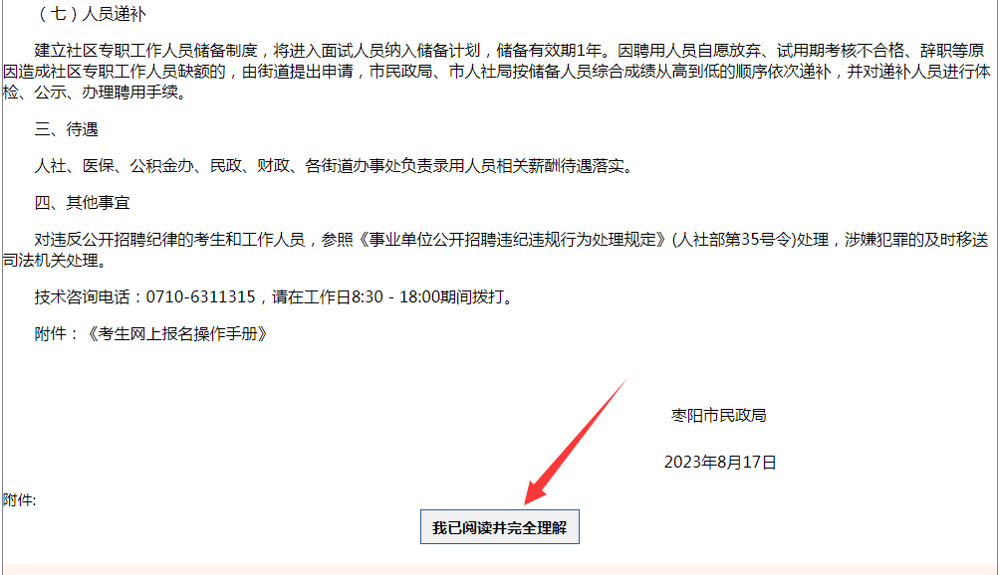 （七）人员递补
建立社区专职工作人员储备制度，将进入面试人员纳入储备计划，储备有效期1年。因聘用人员自愿放弃、试用期考核不合格、辞职等原
因造成社区专职工作人员缺额的，由街道提出申请，市民政局、市人社局按储备人员综合成绩从高到低的顺序依次递补，并对递补人员进行体
检、公示、办理聘用手续。
三、待遇
人社、医保、公积金办、民政、财政、各街道办事处负责录用人员相关薪酬待遇落实。
四、其他事宜
对违反公开招聘纪律的考生和工作人员，参照《事业单位公开招聘违纪违规行为处理规定》(人社部第35号令)处理，涉嫌犯罪的及时移送
司法机关处理。
技术咨询电话：0710-6311315，请在工作日8:30 - 18:00期间拨打。
附件：《考生网上报名操作手册》
枣阳市民政局
2023年8月17日
附件:
我已阅读并完全理解